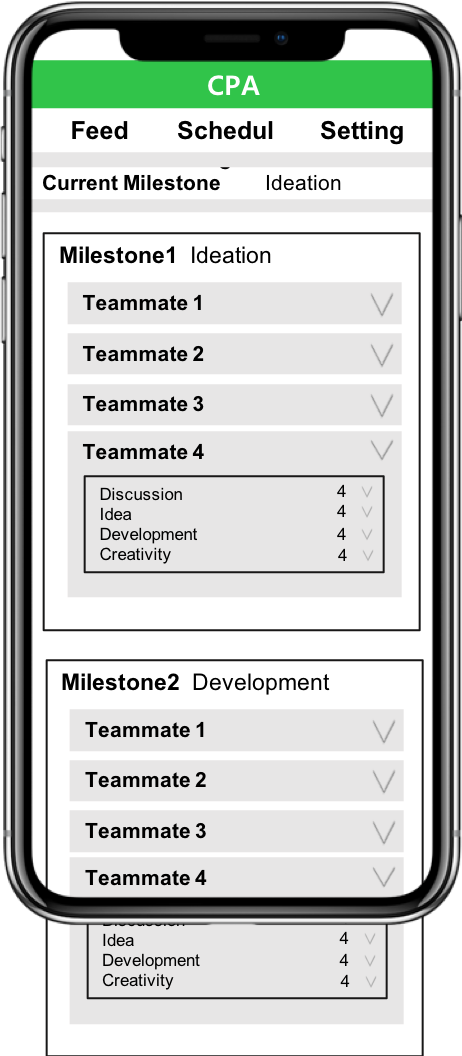 CPA
Feed Schedul Setting
Current Milestone Ideation
Milestone1 Ideation
Teammate 1
Teammate 2
Teammate 3
Teammate 4
Discussion 4
Idea 4
Development 4
Creativity 4
Milestone2 Development
Teammate 1
Teammate 2
Teammate 3
Teammate 4
Discussion
Idea 4
Development 4
Creativity 4